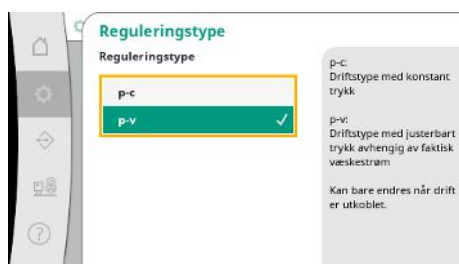 Reguleringstype
Reguleringstype
p-c
p-v
p-c:
Driftstype med konstant
trykk
p-v:
Driftstype med justerbart
trykk avhengig av faktisk
væskestrøm
Kan bare endres når drift
er utkoblet.
?